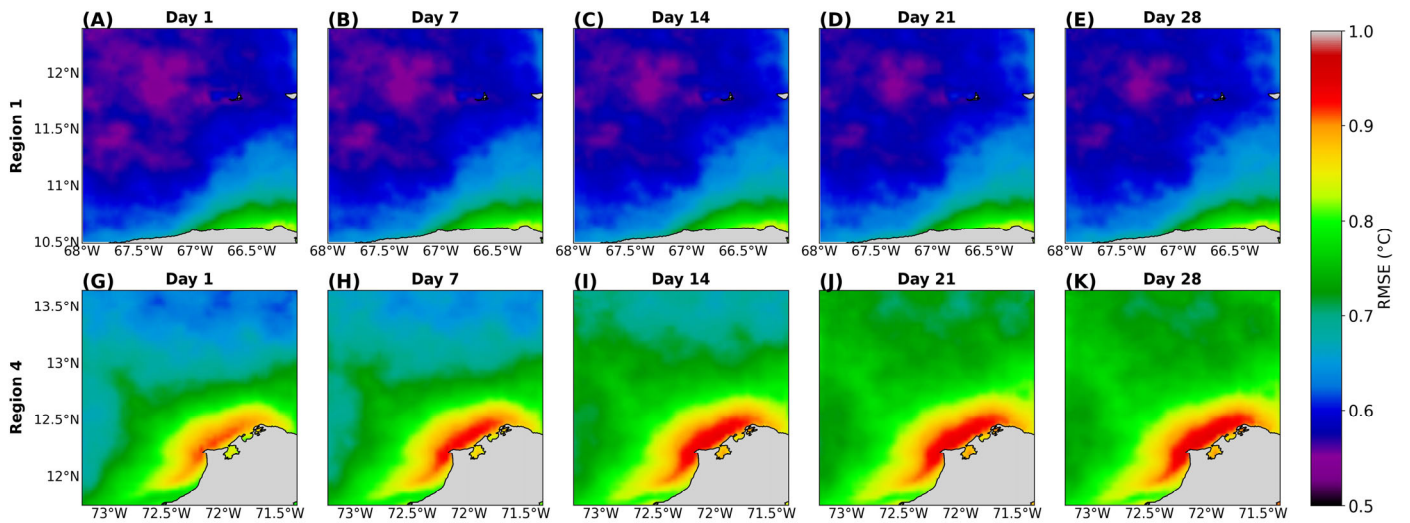 (A) Day 1 (B) Day 7 (C) Day 14 (D) Day 21 (E) Day 28
Region 1
12°N
11.5°N
11°N
10.5°N
68°W 67.5°W 67°W 66.5°W 68°W 67.5°W 67°W 66.5°W 68°W 67.5°W 67°W 66.5°W 68°W 67.5°W 67°W 66.5°W 68°W 67.5°W 67°W 66.5°W
(G) Day 1 (H) Day 7 (I) Day 14 (J) Day 21 (K) Day 28
Region 4
13.5°N
13°N
12.5°N
12°N
73°W 72.5°W 72°W 71.5°W 73°W 72.5°W 72°W 71.5°W 73°W 72.5°W 72°W 71.5°W 73°W 72.5°W 72°W 71.5°W 73°W 72.5°W 72°W 71.5°W
1.0
0.9
0.8
0.7
0.6
0.5
RMSE (°C)